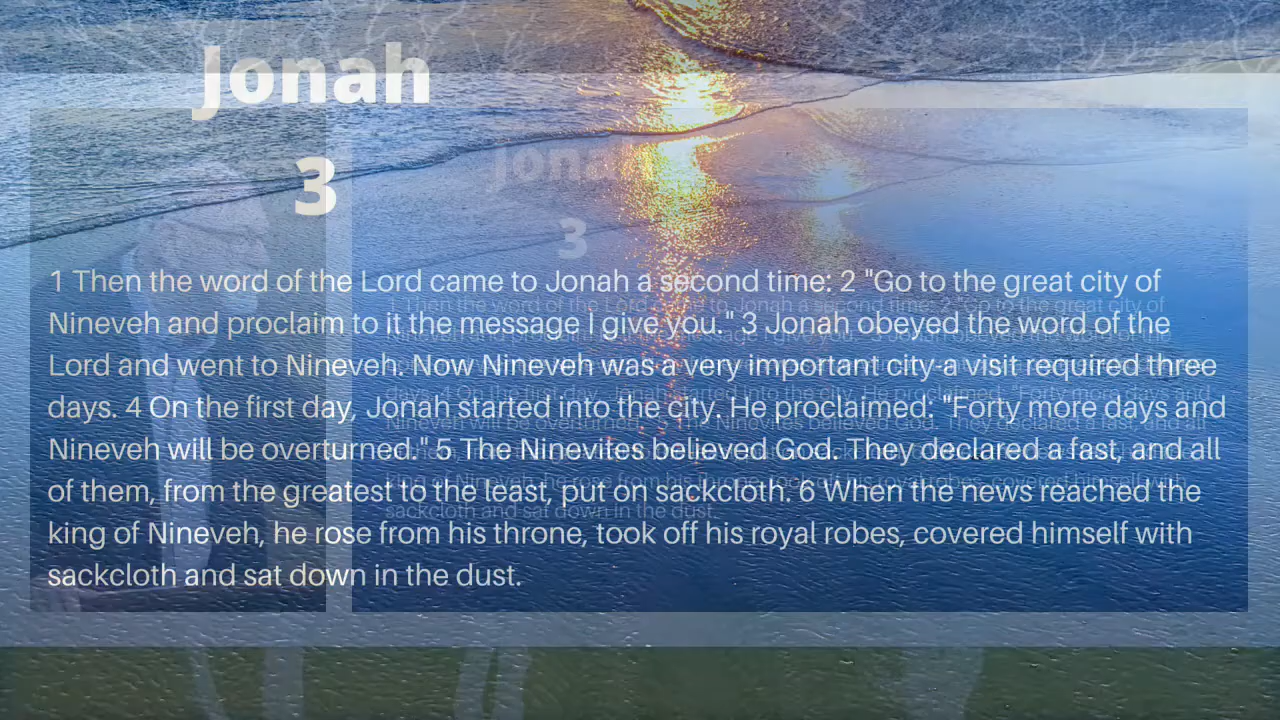 Jonah
3
1 Then the word of the Lord came to Jonah a second time: 2 "Go to the great city of
Nineveh and proclaim to it the message I give you." 3 Jonah obeyed the word of the
Lord and went to Nineveh. Now Nineveh was a very important city-a visit required three
days. 4 On the first day, Jonah started into the city. He proclaimed: "Forty more days and
Nineveh will be overturned." 5 The Ninevites believed God. They declared a fast, and all
of them, from the greatest to the least, put on sackcloth. 6 When the news reached the
king of Nineveh, he rose from his throne, took off his royal robes, covered himself with
sackcloth and sat down in the dust.